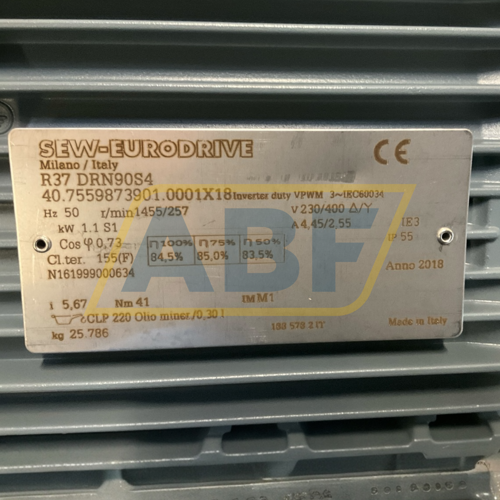 SEW-EURODRIVE
Milano / Italy
CE
R37 DRN90S4
40.7559873901.0001X18 Inverter duty VPWM 3~IEC60034
Hz 50 r/min 1455/257 V 230/400 Δ/Y
kW 1.1 S1 A 4,45/2,55 IE3
Cos φ 0,73 η 100% η 75% η 50% IP 55
Cl.ter. 155(F) 84,5% 85,0% 83,5% Anno 2018
N161999000634
i 5,67 Nm 41 IM M1
CLP 220 Olio miner./0,30 l
kg 25.786 188 578 2 IT Made in Italy
ABF